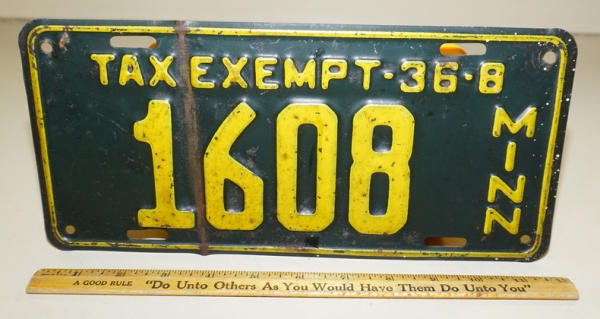 TAX EXEMPT-36-8
1608
MINN
A GOOD RULE "Do Unto Others As You Would Have Them Do Unto You"